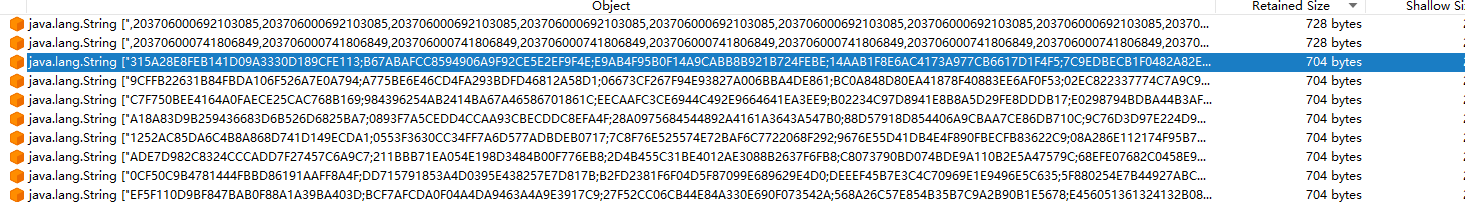 Object Retained Size Shallow Si
java.lang.String [",203706000692103085,203706000692103085,203706000692103085,203706000692103085,203706000692103085,20370... 728 bytes
java.lang.String [",203706000741806849,203706000741806849,203706000741806849,203706000741806849,203706000741806849,20370... 728 bytes
java.lang.String ["315A28E8FEB141D09A3330D189CFE113;B67ABAFCC8594906A9F92CE5E2EF9F4E;E9AB4F95B0F14A9CABB8B921B724FEBE;14AAB1F8E6AC4173A977CB6617D1F4F5;7C9EDBECB1F0482A82E... 704 bytes
java.lang.String ["9CFFB22631B84FBDA106F526A7E0A794;A775BE6E46CD4FA293BDFD46812A58D1;06673CF267F94E93827A006BBA4DE861;BC0A848D80EA41878F40883EE6AF0F53;02EC822337774C7A9C9... 704 bytes
java.lang.String ["C7F750BEE4164A0FAECE25CAC768B169;984396254AB2414BA67A46586701861C;EECAAFC3CE6944C492E9664641EA3EE9;B02234C97D8941E8B8A5D29FE8DDDB17;E0298794BDBA44B3AF... 704 bytes
java.lang.String ["A18A83D9B259436683D6B526D6825BA7;0893F7A5CEDD4CCAA93CBECDDC8EFA4F;28A0975684544892A4161A3643A547B0;88D57918D854406A9CBAA7CE86DB710C;9C76D3D97E224D9... 704 bytes
java.lang.String ["1252AC85DA6C4B8A868D741D149ECDA1;0553F3630CC34FF7A6D577ADBDEB0717;7C8F76E525574E72BAF6C7722068F292;9676E55D41DB4E4F890FBECFB83622C9;08A286E112174F95B7... 704 bytes
java.lang.String ["ADE7D982C8324CCCADD7F27457C6A9C7;211BBB71EA054E198D3484B00F776EB8;2D4B455C31BE4012AE3088B2637F6FB8;C8073790BD074BDE9A110B2E5A47579C;68EFE07682C0458E9... 704 bytes
java.lang.String ["0CF50C9B4781444FBBD86191AAFF8A4F;DD715791853A4D0395E438257E7D817B;B2FD2381F6F04D5F87099E689629E4D0;DEEEF45B7E3C4C70969E1E9496E5C635;5F880254E7B44927ABC... 704 bytes
java.lang.String ["EF5F110D9BF847BAB0F88A1A39BA403D;BCF7AFCDA0F04A4DA9463A4A9E3917C9;27F52CC06CB44E84A330E690F073542A;568A26C57E854B35B7C9A2B90B1E5678;E456051361324132B08... 704 bytes